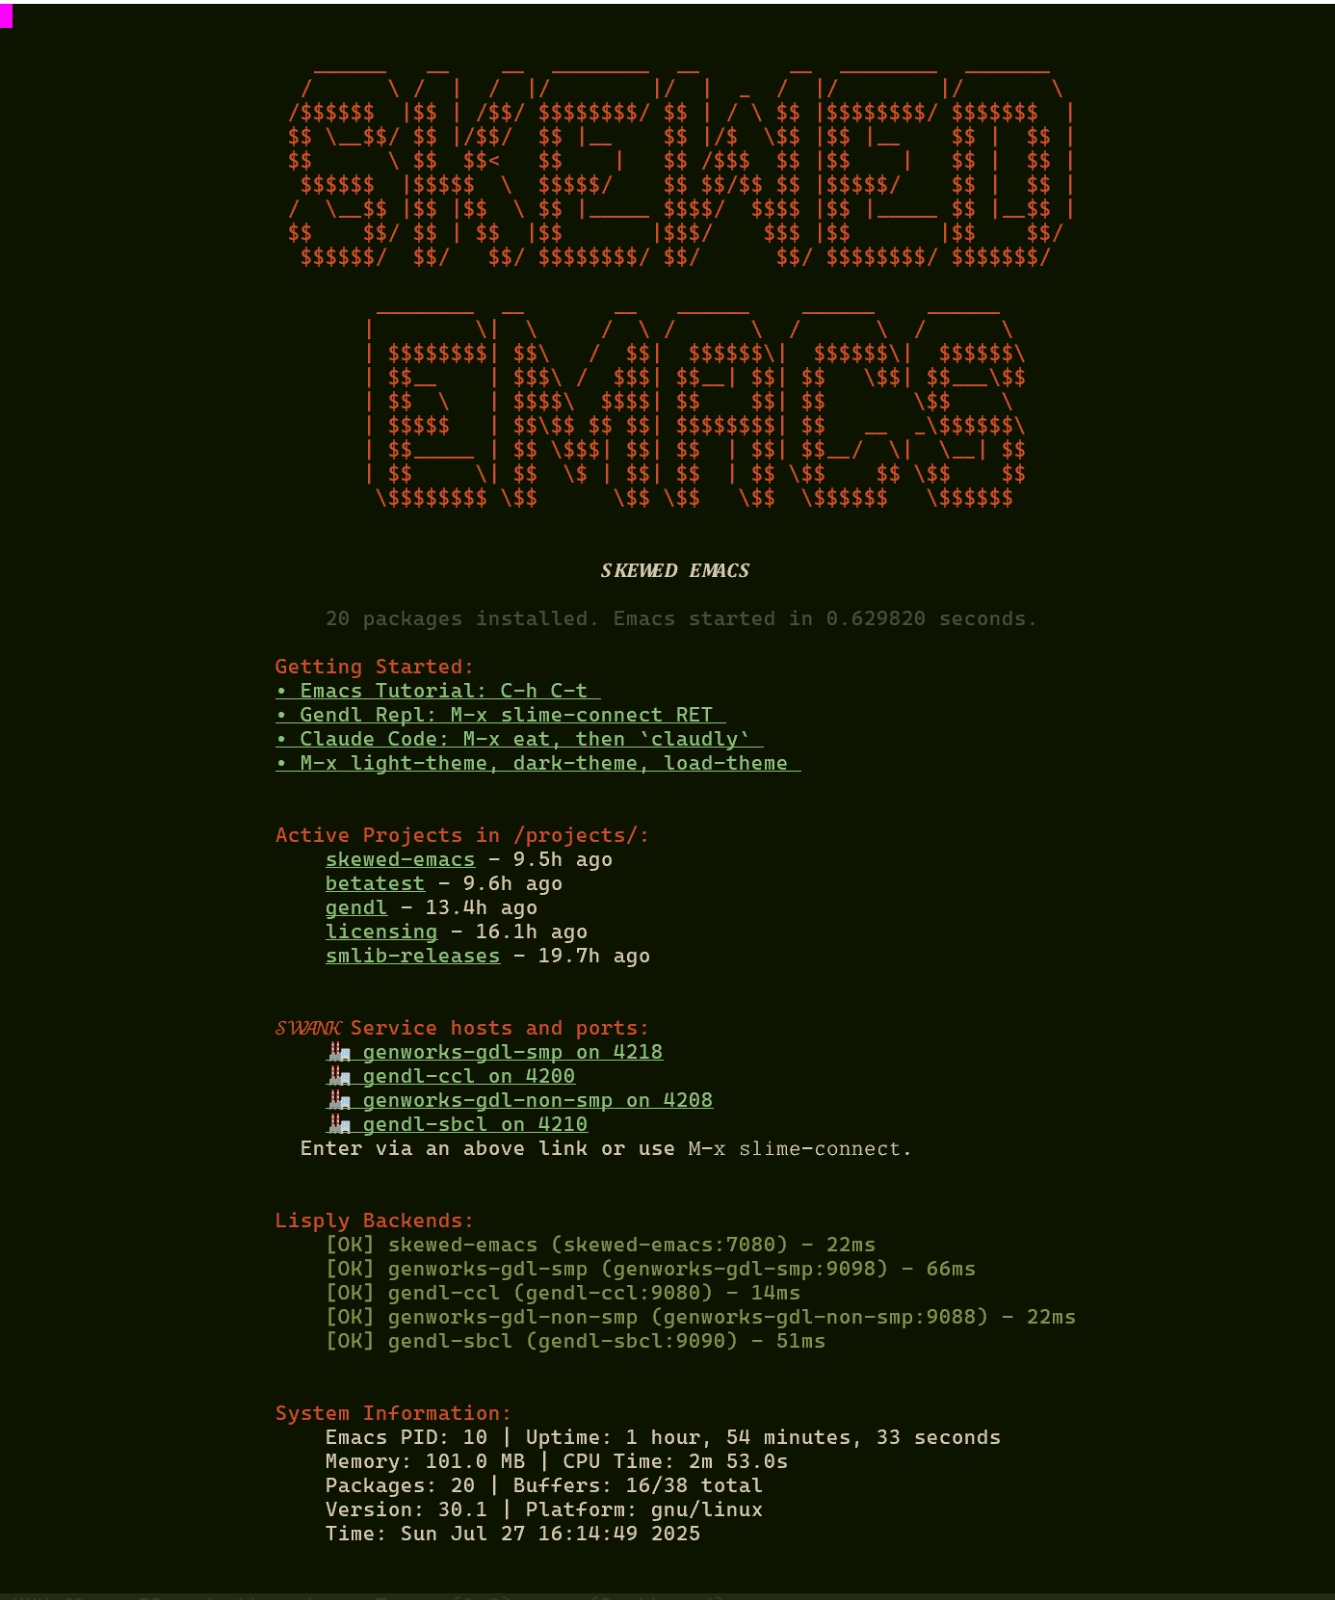 SKEWED
EMACS
SKEWED EMACS
20 packages installed. Emacs started in 0.629820 seconds.
Getting Started:
• Emacs Tutorial: C-h C-t
• Gendl Repl: M-x slime-connect RET
• Claude Code: M-x eat, then `claudly`
• M-x light-theme, dark-theme, load-theme
Active Projects in /projects/:
skewed-emacs - 9.5h ago
betatest - 9.6h ago
gendl - 13.4h ago
licensing - 16.1h ago
smlib-releases - 19.7h ago
SWANK Service hosts and ports:
genworks-gdl-smp on 4218
gendl-ccl on 4200
genworks-gdl-non-smp on 4208
gendl-sbcl on 4210
Enter via an above link or use M-x slime-connect.
Lisply Backends:
[OK] skewed-emacs (skewed-emacs:7080) - 22ms
[OK] genworks-gdl-smp (genworks-gdl-smp:9098) - 66ms
[OK] gendl-ccl (gendl-ccl:9080) - 14ms
[OK] genworks-gdl-non-smp (genworks-gdl-non-smp:9088) - 22ms
[OK] gendl-sbcl (gendl-sbcl:9090) - 51ms
System Information:
Emacs PID: 10 | Uptime: 1 hour, 54 minutes, 33 seconds
Memory: 101.0 MB | CPU Time: 2m 53.0s
Packages: 20 | Buffers: 16/38 total
Version: 30.1 | Platform: gnu/linux
Time: Sun Jul 27 16:14:49 2025